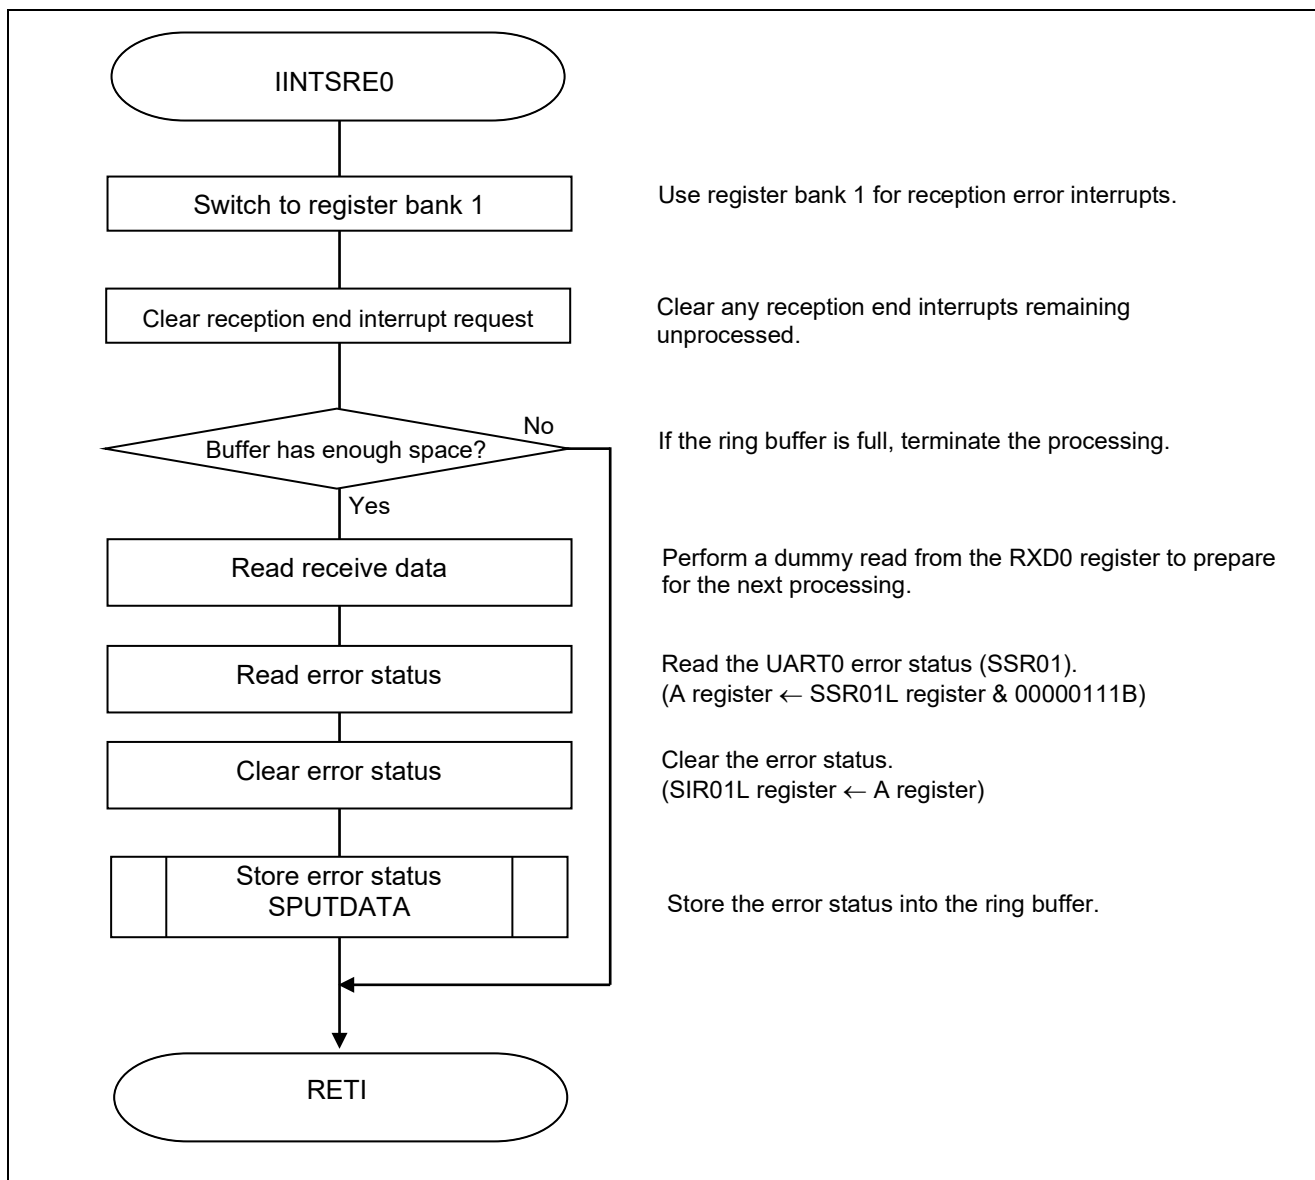 IINTSRE0
Switch to register bank 1
Use register bank 1 for reception error interrupts.
Clear reception end interrupt request
Clear any reception end interrupts remaining
unprocessed.
No
Buffer has enough space?
If the ring buffer is full, terminate the processing.
Yes
Read receive data
Perform a dummy read from the RXD0 register to prepare
for the next processing.
Read error status
Read the UART0 error status (SSR01).
(A register ← SSR01L register & 00000111B)
Clear error status
Clear the error status.
(SIR01L register ← A register)
Store error status
SPUTDATA
Store the error status into the ring buffer.
RETI